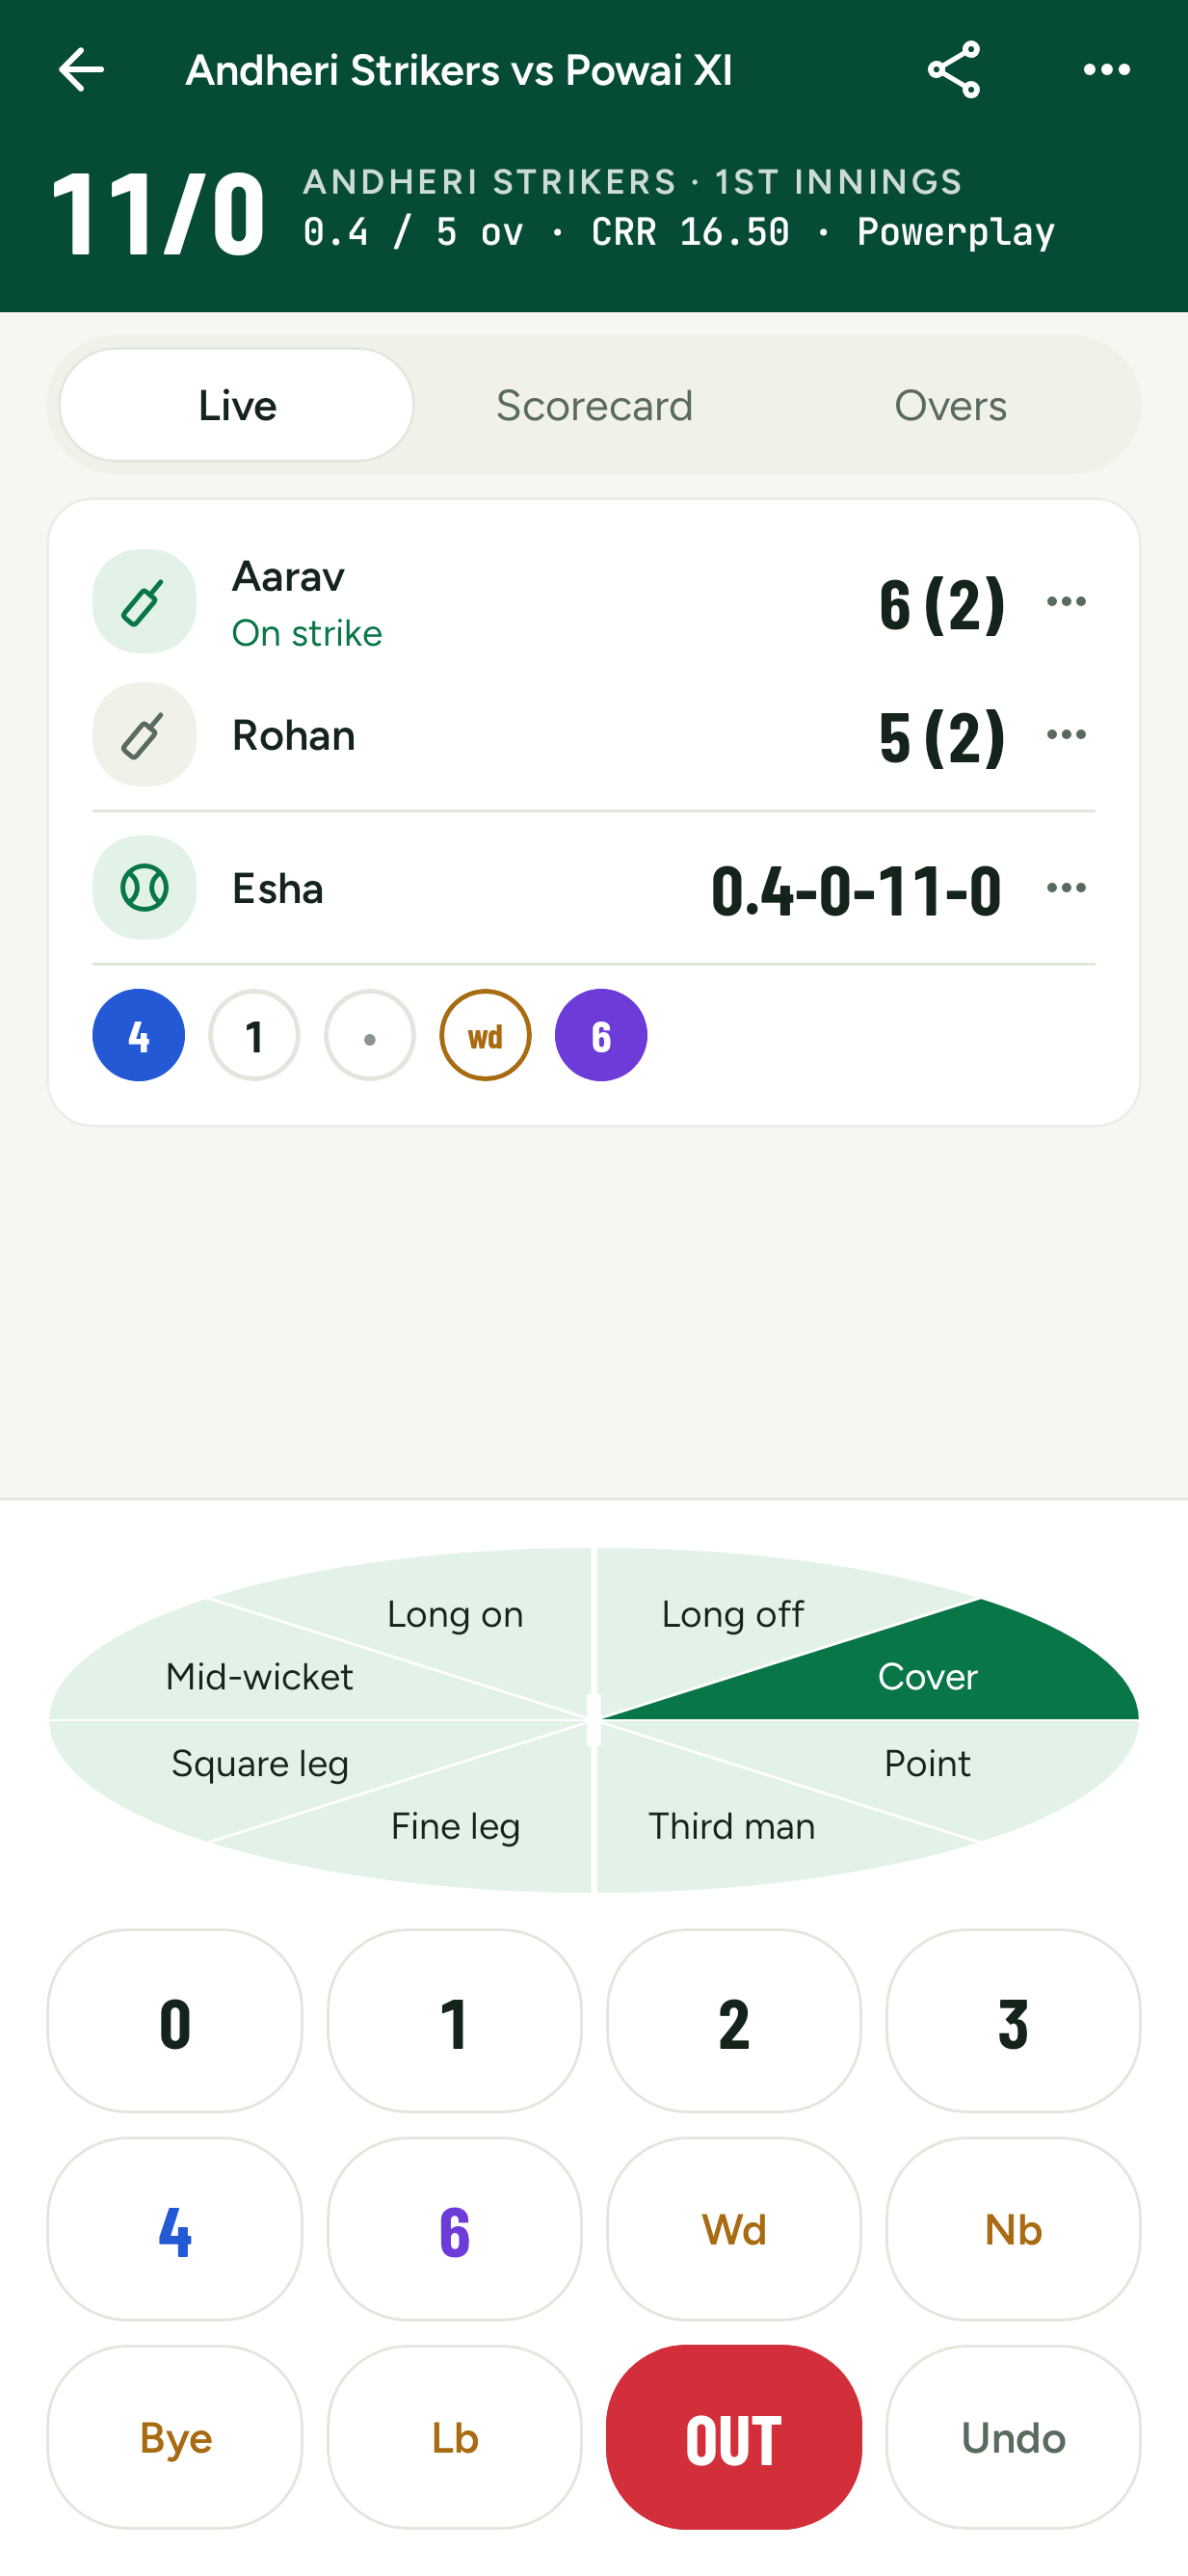 Andheri Strikers vs Powai XI
11/0
ANDHERI STRIKERS · 1ST INNINGS
0.4 / 5 ov · CRR 16.50 · Powerplay
Live Scorecard Overs
Aarav 6 (2)
On strike
Rohan 5 (2)
Esha 0.4-0-11-0
4 1 · wd 6
Long on Long off
Mid-wicket Cover
Square leg Point
Fine leg Third man
0 1 2 3
4 6 Wd Nb
Bye Lb OUT Undo